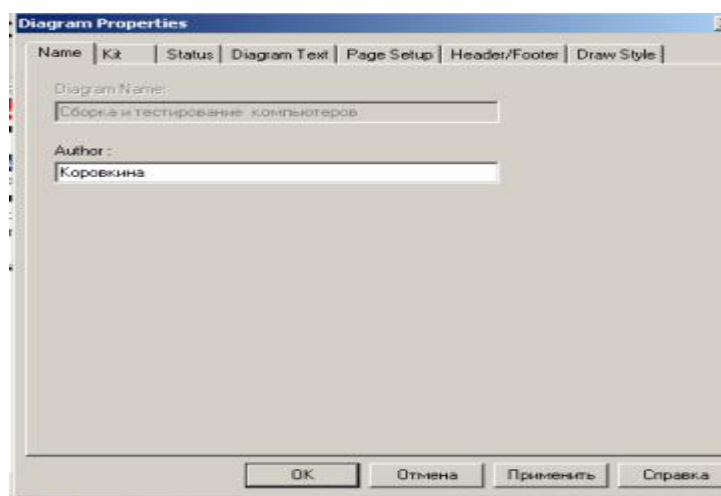 Diagram Properties
Name Kit Status Diagram Text Page Setup Header/Footer Draw Style
Diagram Name:
Сборка и тестирование компьютеров
Author :
Коровкина
OK Отмена Применить Справка